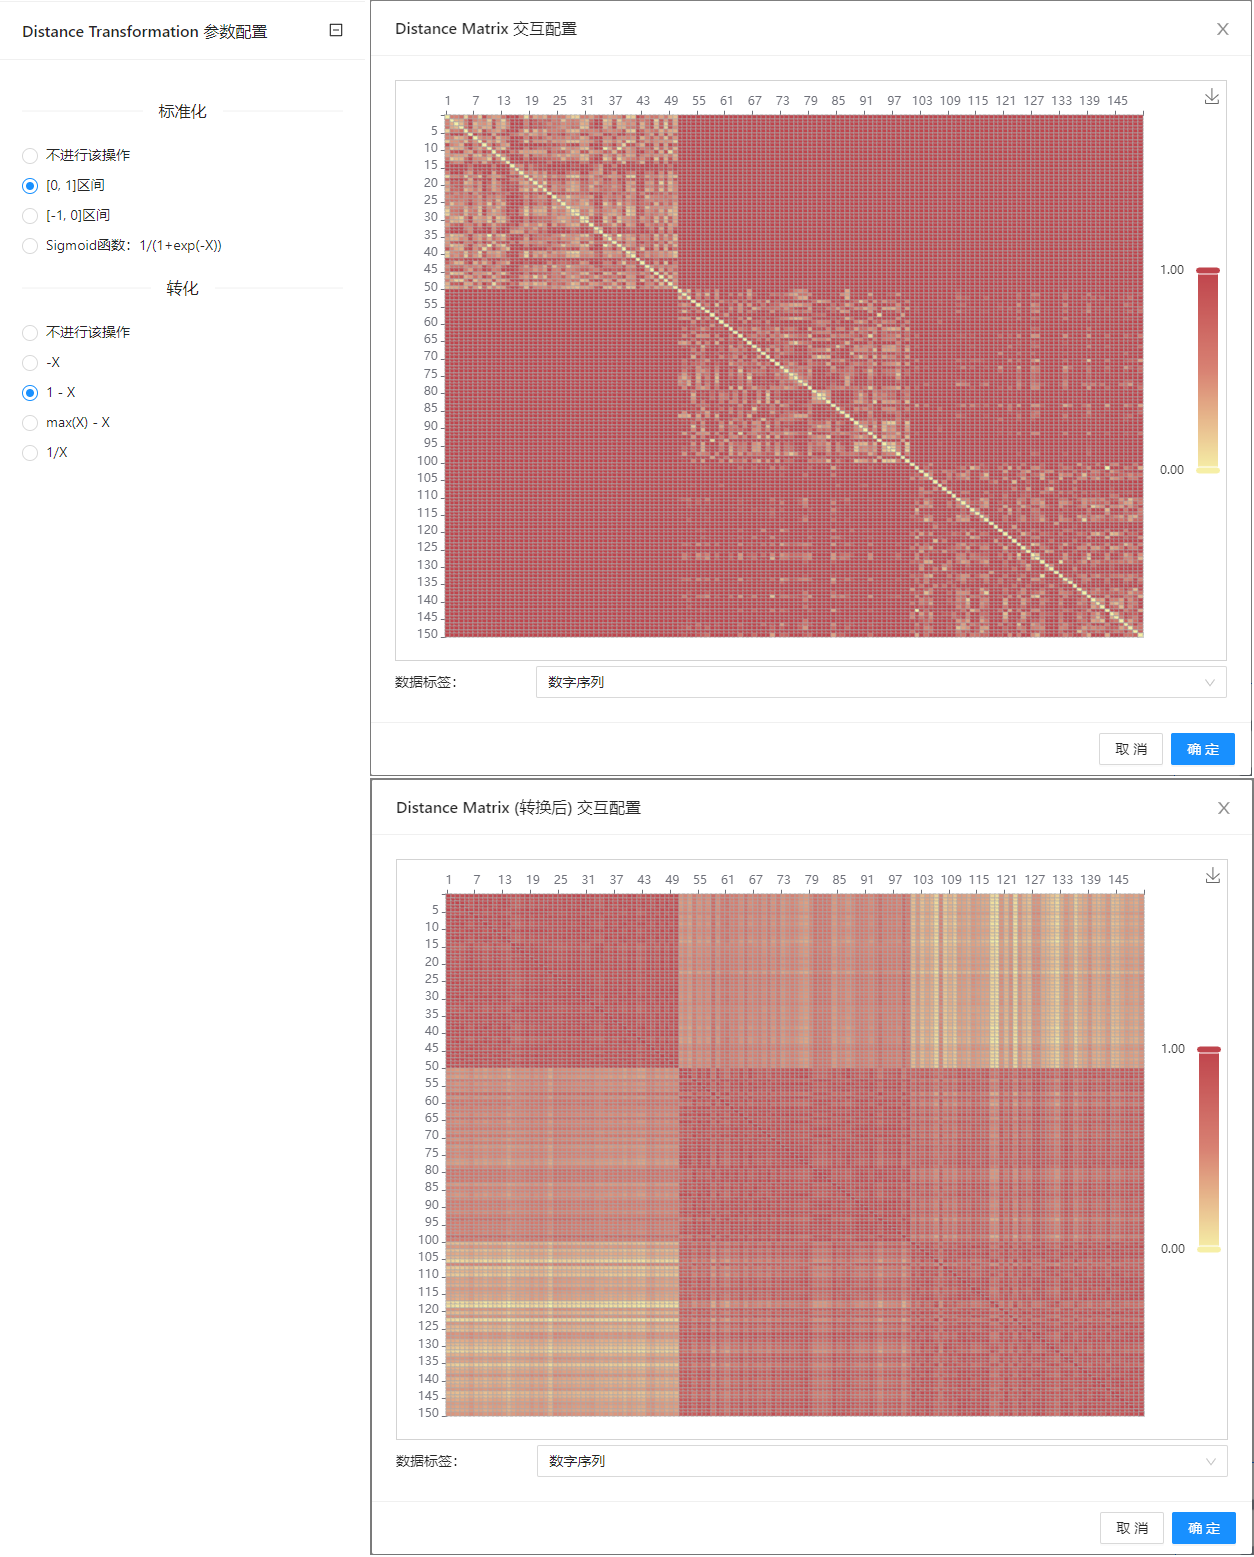 Distance Transformation 参数配置
标准化
不进行该操作
[0, 1]区间
[-1, 0]区间
Sigmoid函数：1/(1+exp(-X))
转化
不进行该操作
-X
1 - X
max(X) - X
1/X
Distance Matrix 交互配置
1 7 13 19 25 31 37 43 49 55 61 67 73 79 85 91 97 103 109 115 121 127 133 139 145
5
10
15
20
25
30
35
40
45
50
55
60
65
70
75
80
85
90
95
100
105
110
115
120
125
130
135
140
145
150
1.00
0.00
数据标签：
数字序列
取 消 确 定
Distance Matrix (转换后) 交互配置
1 7 13 19 25 31 37 43 49 55 61 67 73 79 85 91 97 103 109 115 121 127 133 139 145
5
10
15
20
25
30
35
40
45
50
55
60
65
70
75
80
85
90
95
100
105
110
115
120
125
130
135
140
145
150
1.00
0.00
数据标签：
数字序列
取 消 确 定